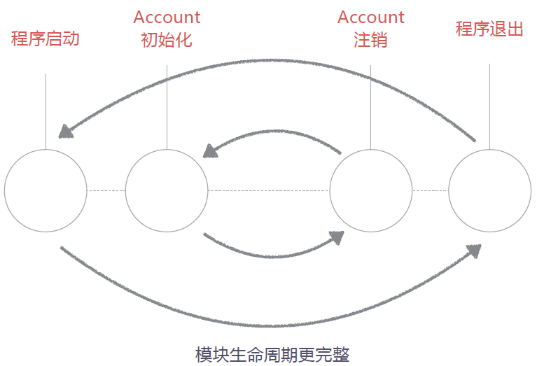 程序启动
Account
初始化
Account
注销
程序退出
模块生命周期更完整